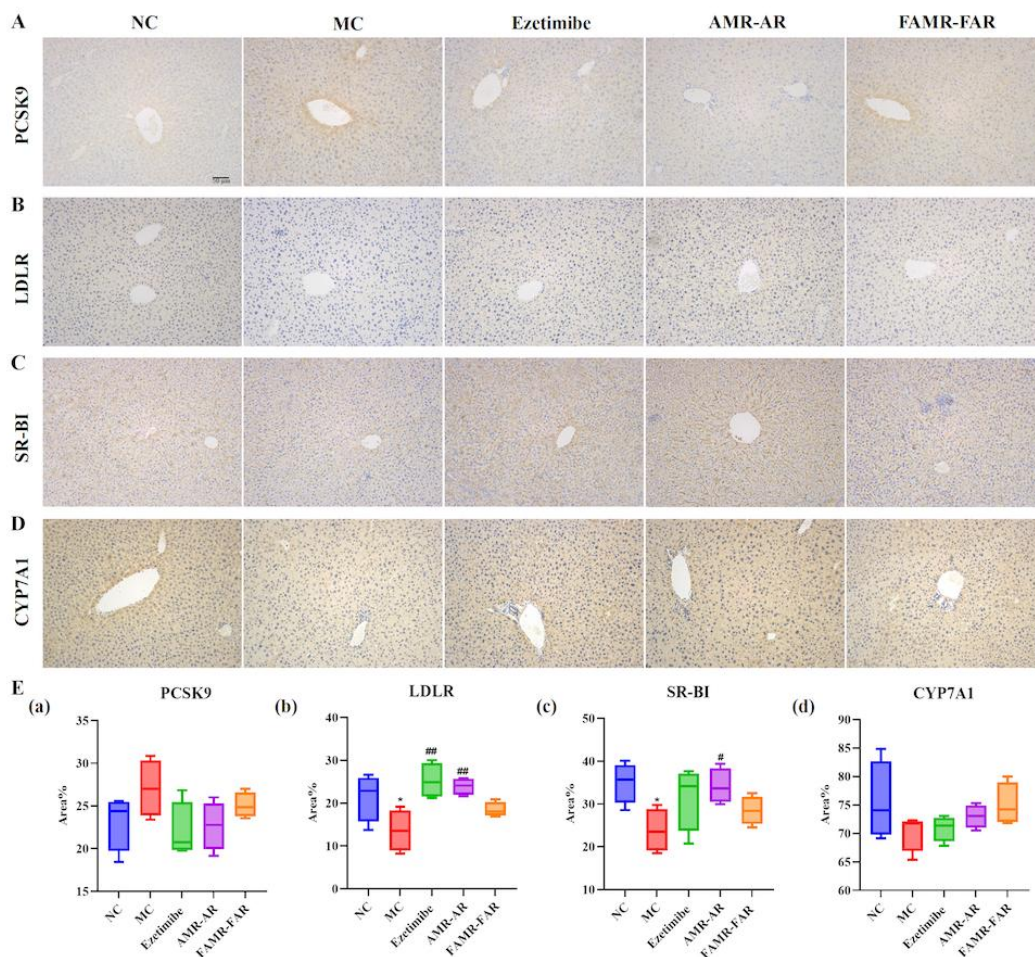 A NC MC Ezetimibe AMR-AR FAMR-FAR
PCSK9
B
LDLR
C
SR-BI
D
CYP7A1
E
(a) PCSK9
Area%
35
30
25
20
15
NC MC Ezetimibe AMR-AR FAMR-FAR
(b) LDLR
Area%
40
30
20
10
0
* ## ##
NC MC Ezetimibe AMR-AR FAMR-FAR
(c) SR-BI
Area%
50
40
30
20
10
* #
NC MC Ezetimibe AMR-AR FAMR-FAR
(d) CYP7A1
Area%
90
85
80
75
70
65
60
NC MC Ezetimibe AMR-AR FAMR-FAR